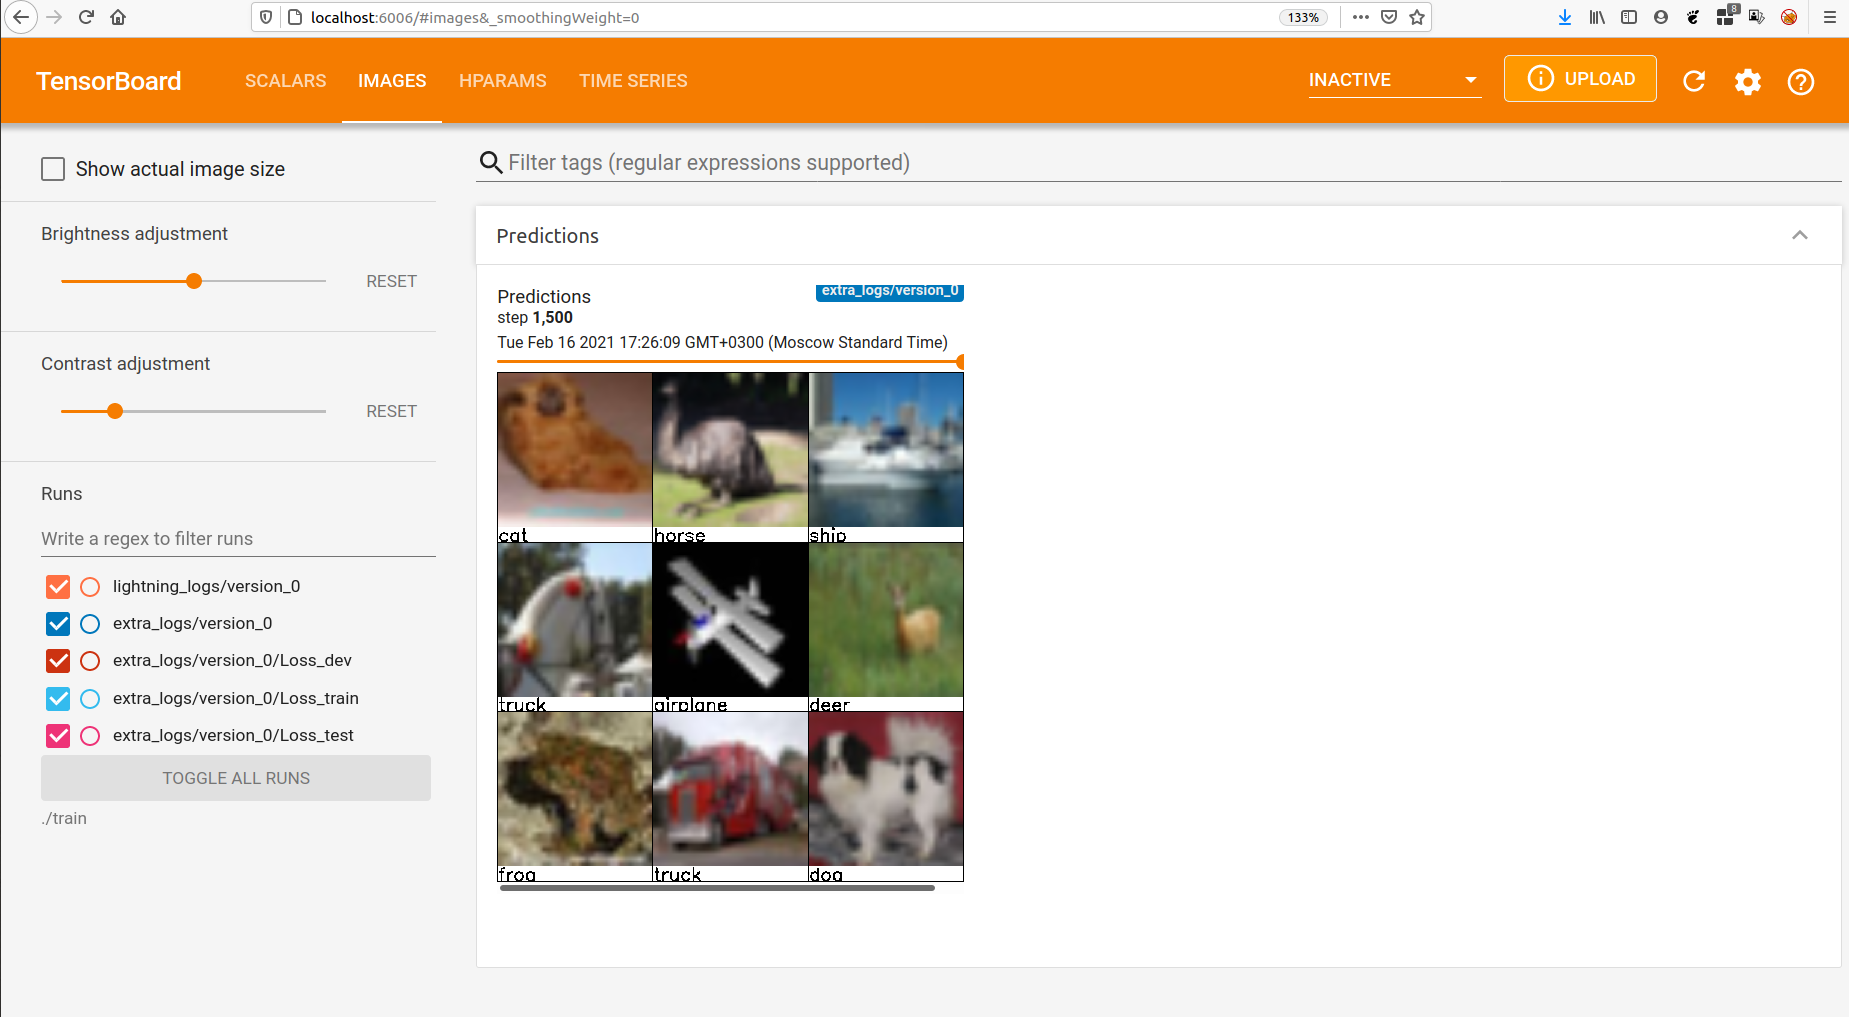 localhost:6006/#images&_smoothingWeight=0
133%
8
TensorBoard
SCALARS
IMAGES
HPARAMS
TIME SERIES
INACTIVE
UPLOAD
Show actual image size
Filter tags (regular expressions supported)
Brightness adjustment
RESET
Contrast adjustment
RESET
Runs
Write a regex to filter runs
lightning_logs/version_0
extra_logs/version_0
extra_logs/version_0/Loss_dev
extra_logs/version_0/Loss_train
extra_logs/version_0/Loss_test
TOGGLE ALL RUNS
./train
Predictions
Predictions
extra_logs/version_0
step 1,500
Tue Feb 16 2021 17:26:09 GMT+0300 (Moscow Standard Time)
cat horse ship
truck airplane deer
frog truck dog